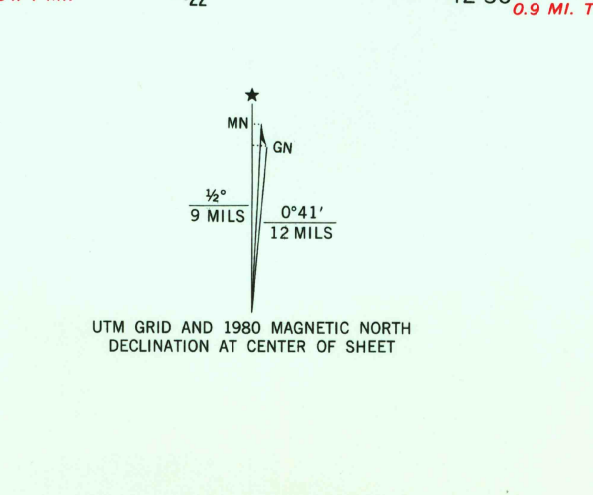 22
0.9 MI. T
★
MN
GN
½°
9 MILS
0°41′
12 MILS
UTM GRID AND 1980 MAGNETIC NORTH
DECLINATION AT CENTER OF SHEET